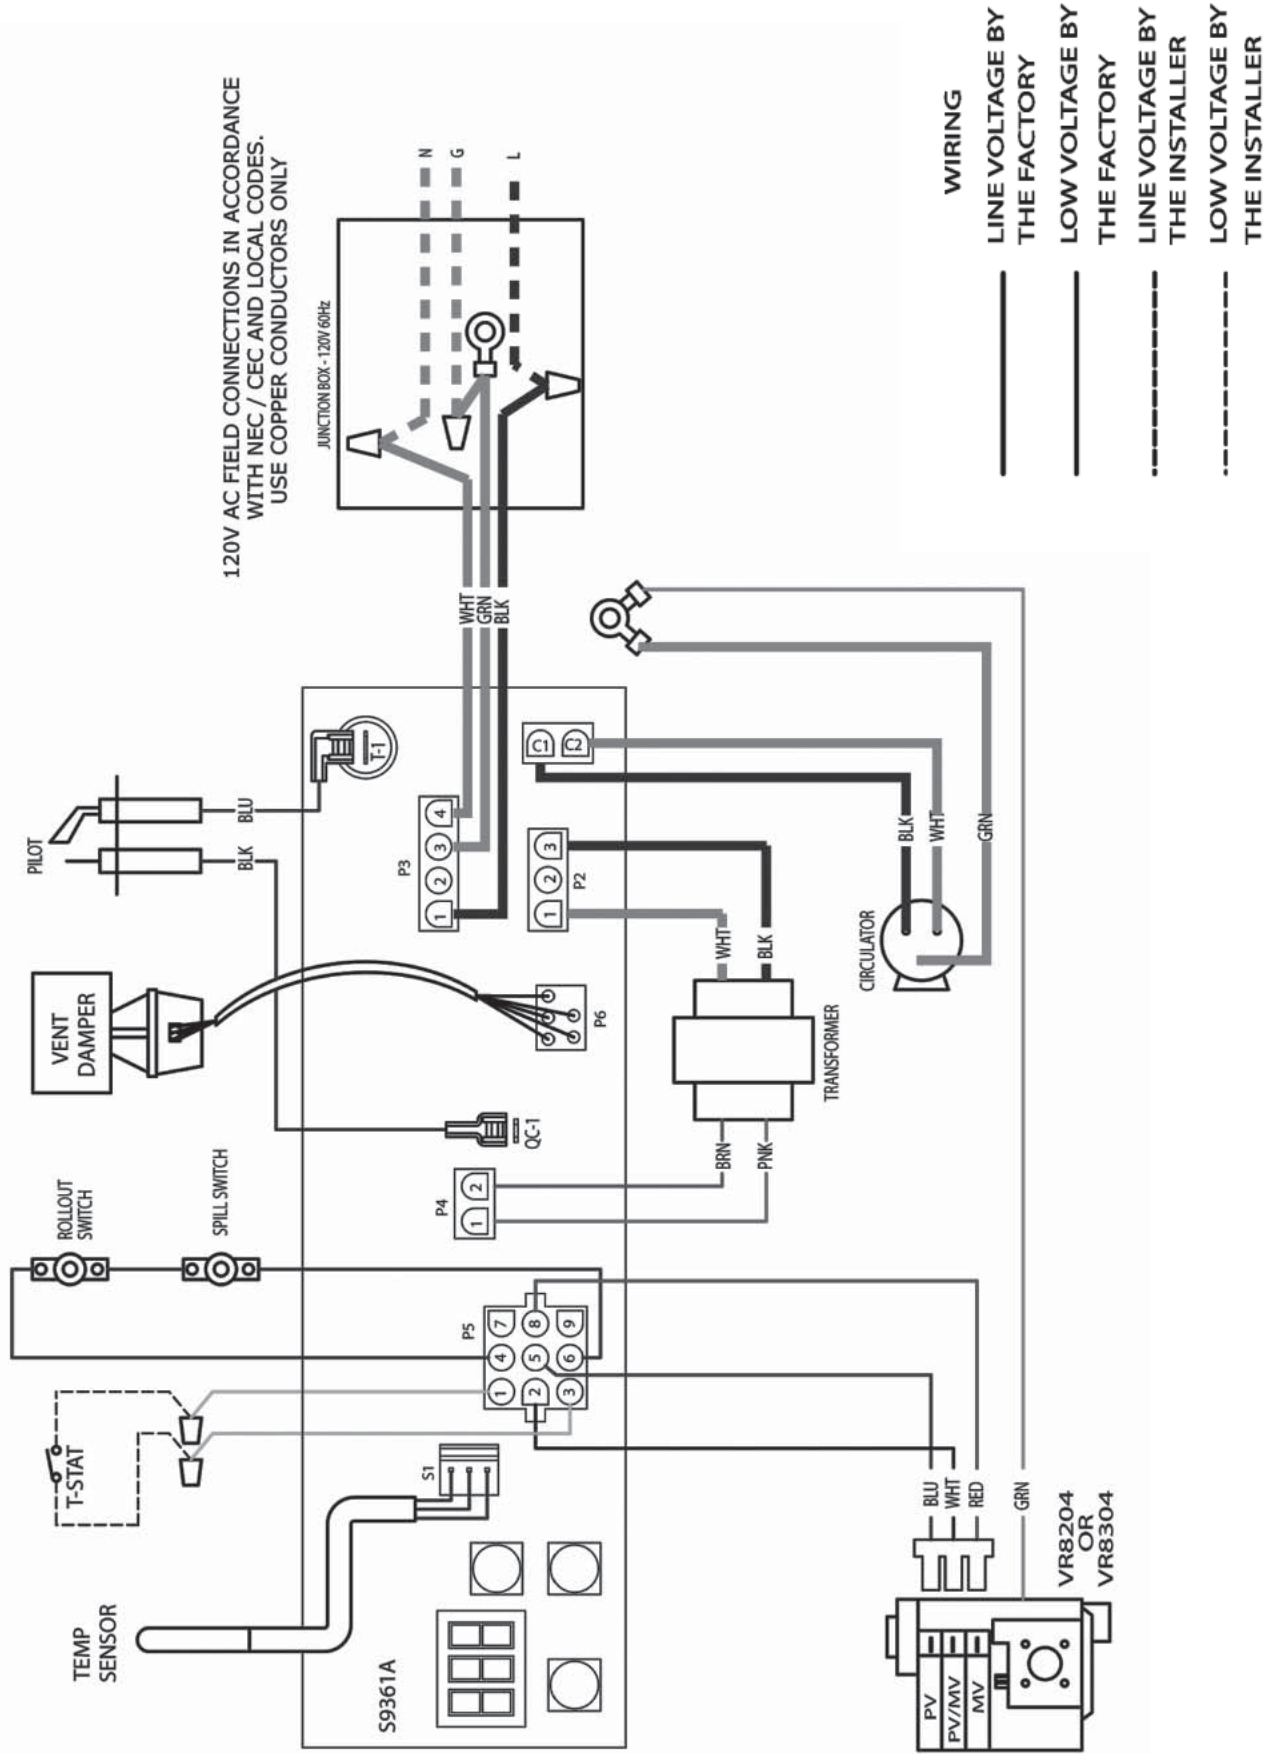 TEMP
SENSOR
T-STAT
ROLLOUT
SWITCH
SPILL SWITCH
VENT
DAMPER
PILOT
BLK
BLU
120V AC FIELD CONNECTIONS IN ACCORDANCE
WITH NEC / CEC AND LOCAL CODES.
USE COPPER CONDUCTORS ONLY
JUNCTION BOX - 120V 60Hz
N
G
L
WHT
GRN
BLK
S9361A
S1
P5
1
4
7
2
5
8
3
6
9
P4
1
2
QC-1
P6
T-1
P3
1
2
3
4
P2
1
2
3
C1
C2
BRN
PNK
WHT
BLK
TRANSFORMER
CIRCULATOR
BLK
WHT
GRN
BLU
WHT
RED
GRN
PV
PV/MV
MV
VR8204
OR
VR8304
WIRING
LINE VOLTAGE BY
THE FACTORY
LOW VOLTAGE BY
THE FACTORY
LINE VOLTAGE BY
THE INSTALLER
LOW VOLTAGE BY
THE INSTALLER